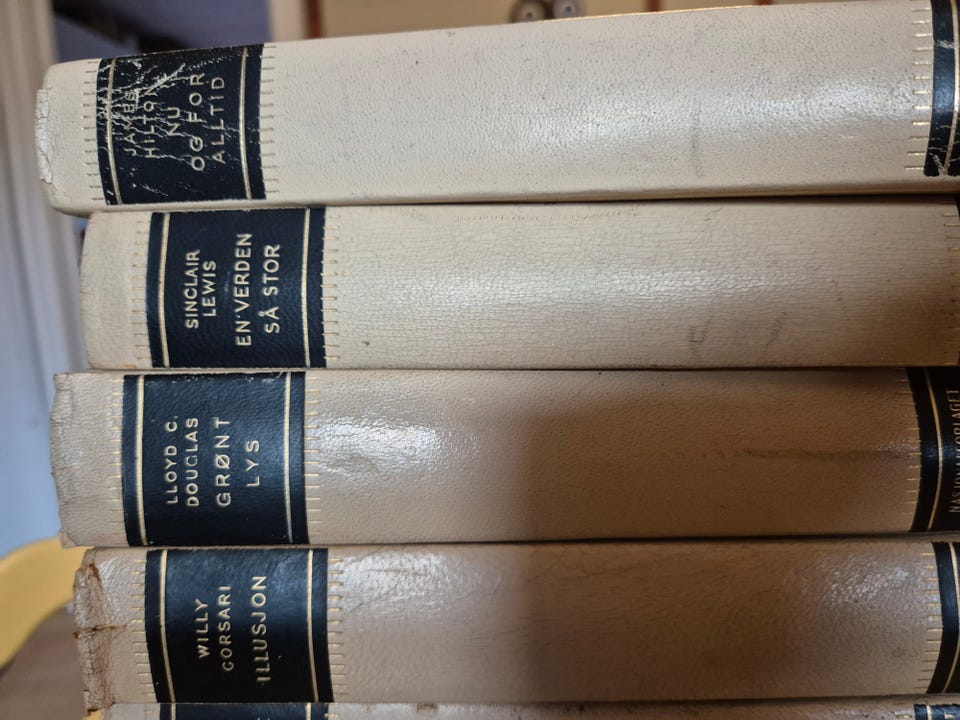 JAMES
HILTON
NU
OG FOR
ALLTID
SINCLAIR
LEWIS
EN VERDEN
SÅ STOR
LLOYD C.
DOUGLAS
GRØNT
LYS
NASJONALFORLAGET
WILLY
CORSARI
ILLUSJON